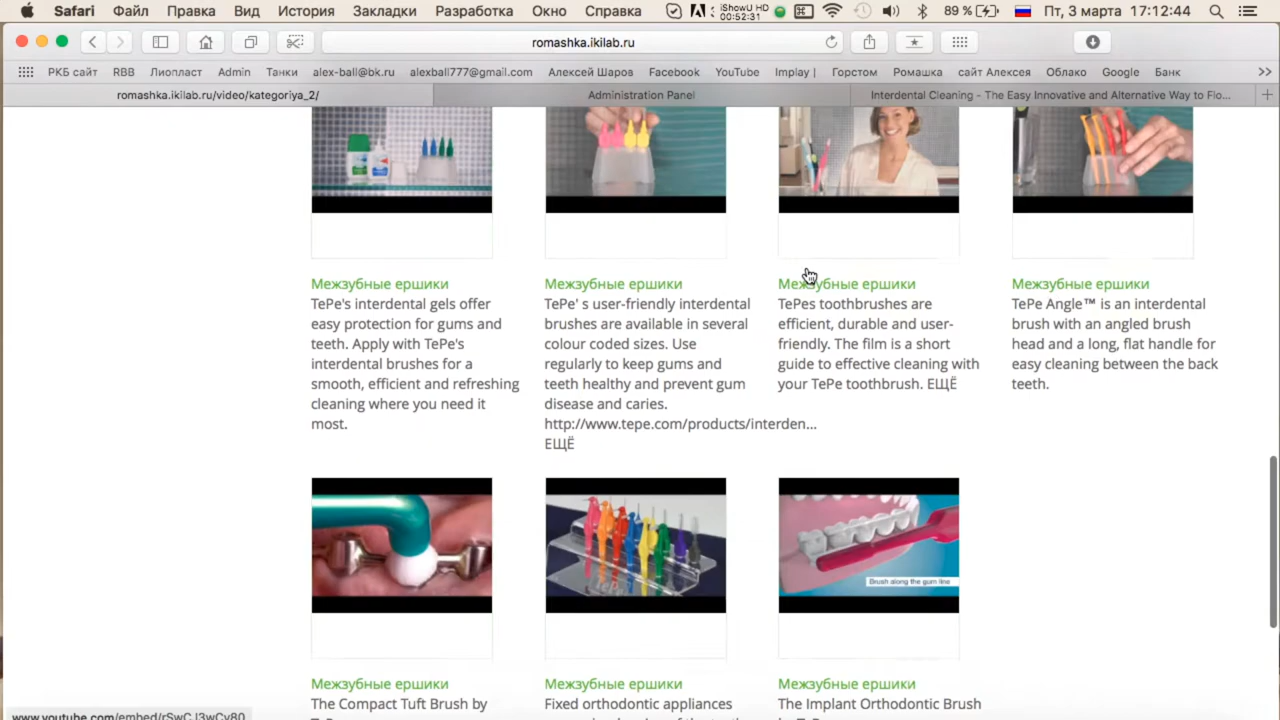 Safari Файл Правка Вид История Закладки Разработка Окно Справка iShowU HD 00:52:31 89 % Пт, 3 марта 17:12:44
romashka.ikilab.ru
РКБ сайт RBB Лиопласт Admin Танки alex-ball@bk.ru alexball777@gmail.com Алексей Шаров Facebook YouTube Implay | Горстом Ромашка сайт Алексея Облако Google Банк
romashka.ikilab.ru/video/kategoriya_2/ Administration Panel Interdental Cleaning - The Easy Innovative and Alternative Way to Flo...
Межзубные ершики
TePe's interdental gels offer
easy protection for gums and
teeth. Apply with TePe's
interdental brushes for a
smooth, efficient and refreshing
cleaning where you need it
most.
Межзубные ершики
TePe' s user-friendly interdental
brushes are available in several
colour coded sizes. Use
regularly to keep gums and
teeth healthy and prevent gum
disease and caries.
http://www.tepe.com/products/interden...
ЕЩЁ
Межзубные ершики
TePes toothbrushes are
efficient, durable and user-
friendly. The film is a short
guide to effective cleaning with
your TePe toothbrush. ЕЩЁ
Межзубные ершики
TePe Angle™ is an interdental
brush with an angled brush
head and a long, flat handle for
easy cleaning between the back
teeth.
Brush along the gum line
Межзубные ершики
The Compact Tuft Brush by
Межзубные ершики
Fixed orthodontic appliances
Межзубные ершики
The Implant Orthodontic Brush